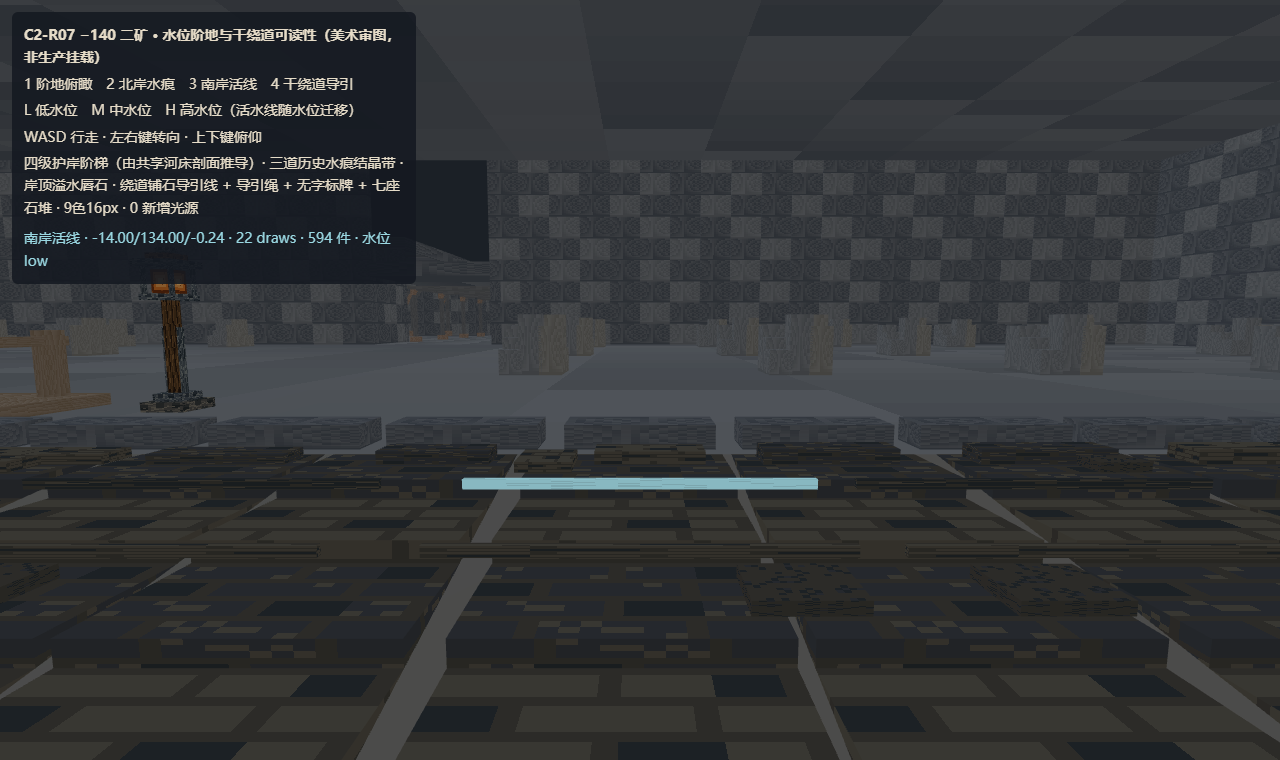 C2-R07 −140 二矿 • 水位阶地与干绕道可读性（美术审图，
非生产挂载）
1 阶地俯瞰 2 北岸水痕 3 南岸活线 4 干绕道导引
L 低水位 M 中水位 H 高水位（活水线随水位迁移）
WASD 行走 · 左右键转向 · 上下键俯仰
四级护岸阶梯（由共享河床剖面推导）· 三道历史水痕结晶带 ·
岸顶溢水唇石 · 绕道铺石导引线 + 导引绳 + 无字标牌 + 七座
石堆 · 9色16px · 0 新增光源
南岸活线 · -14.00/134.00/-0.24 · 22 draws · 594 件 · 水位
low